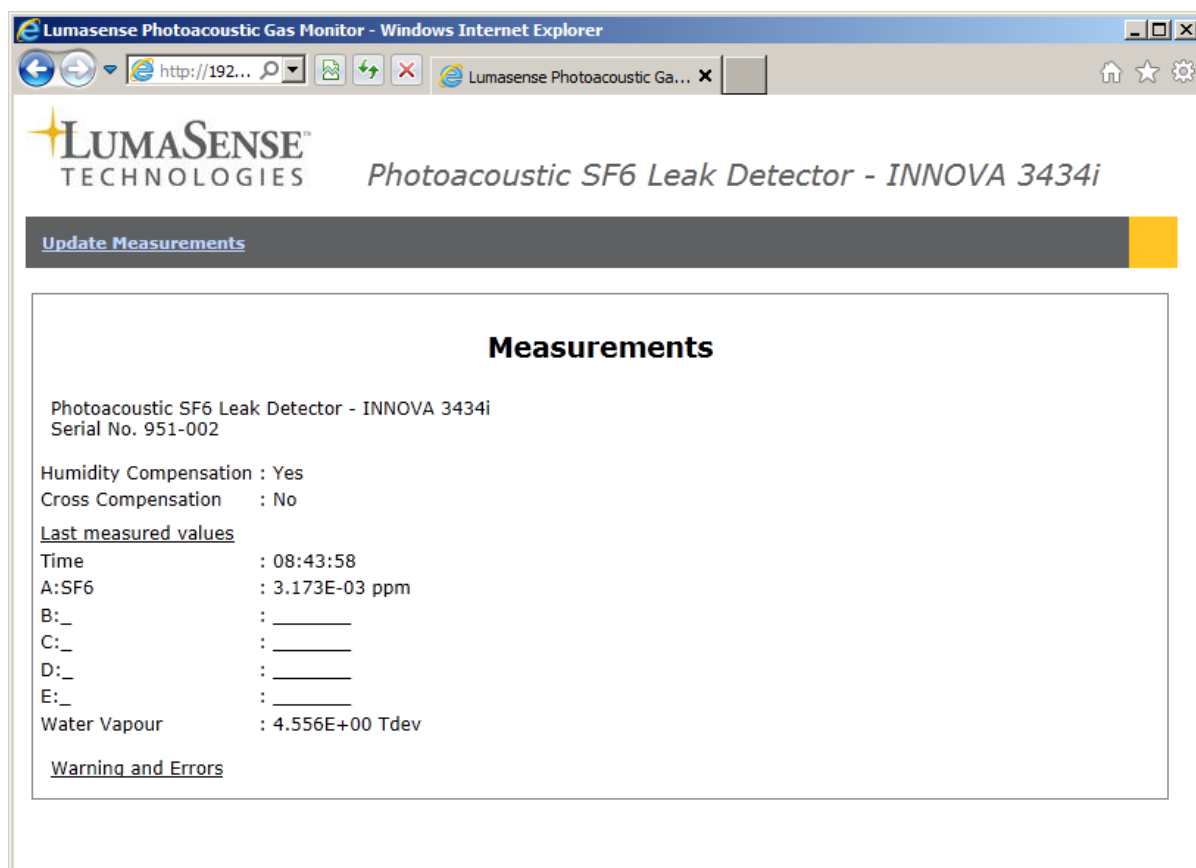 Lumasense Photoacoustic Gas Monitor - Windows Internet Explorer
http://192...
Lumasense Photoacoustic Ga...
LUMASENSE™
TECHNOLOGIES
Photoacoustic SF6 Leak Detector - INNOVA 3434i
Update Measurements
Measurements
Photoacoustic SF6 Leak Detector - INNOVA 3434i
Serial No. 951-002
Humidity Compensation : Yes
Cross Compensation : No
Last measured values
Time : 08:43:58
A:SF6 : 3.173E-03 ppm
B:_ : _______
C:_ : _______
D:_ : _______
E:_ : _______
Water Vapour : 4.556E+00 Tdev
Warning and Errors